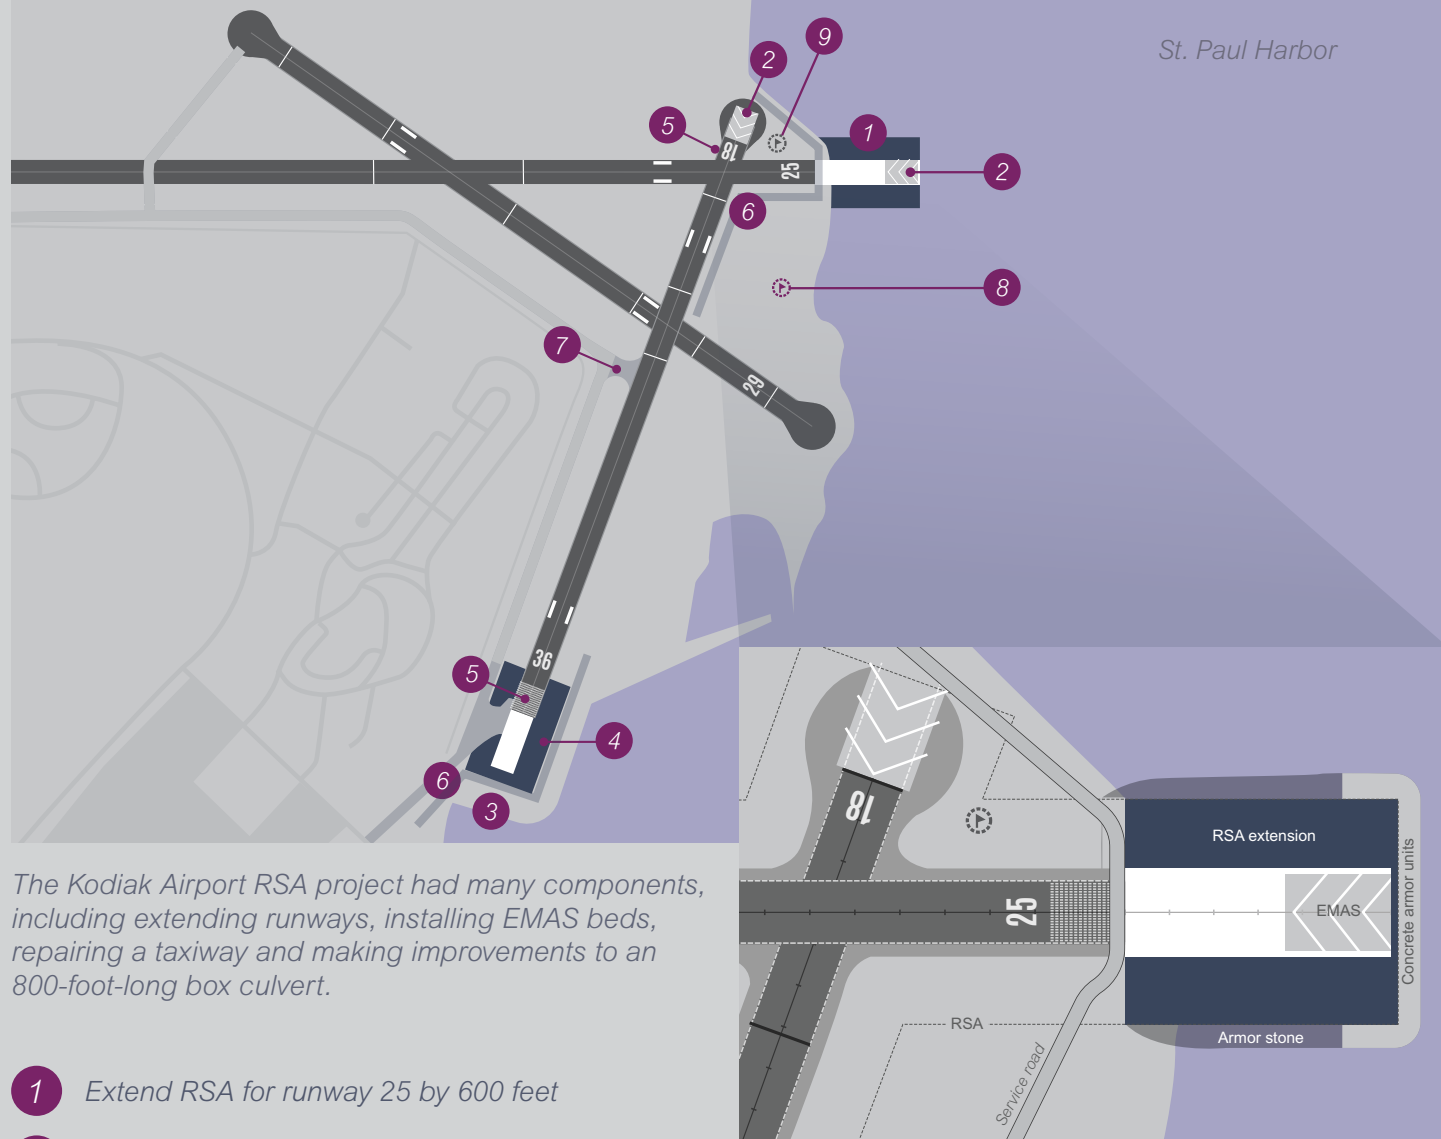 St. Paul Harbor
9
2
5
1
18
25
2
6
8
7
29
36
5
4
6
3
18
25
RSA extension
EMAS
Concrete armor units
RSA
Armor stone
Service road
The Kodiak Airport RSA project had many components,
including extending runways, installing EMAS beds,
repairing a taxiway and making improvements to an
800-foot-long box culvert.
1 Extend RSA for runway 25 by 600 feet